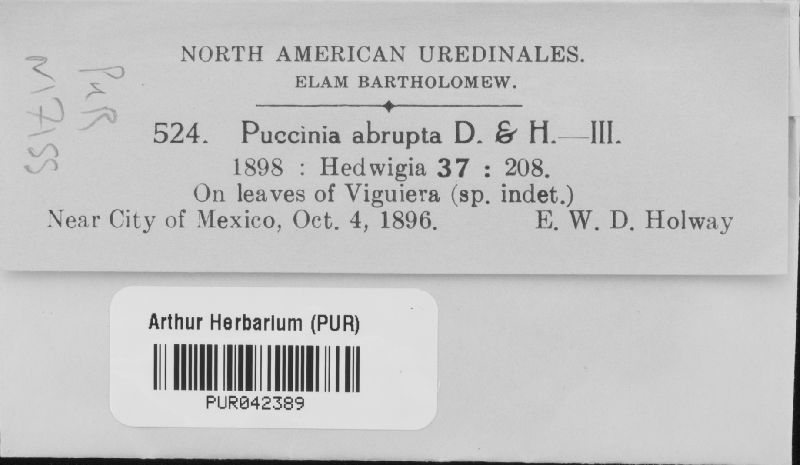 NORTH AMERICAN UREDINALES.
ELAM BARTHOLOMEW.
524. Puccinia abrupta D. & H.—III.
1898 : Hedwigia 37 : 208.
On leaves of Viguiera (sp. indet.)
Near City of Mexico, Oct. 4, 1896. E. W. D. Holway
PUR
M7155
Arthur Herbarium (PUR)
PUR042389